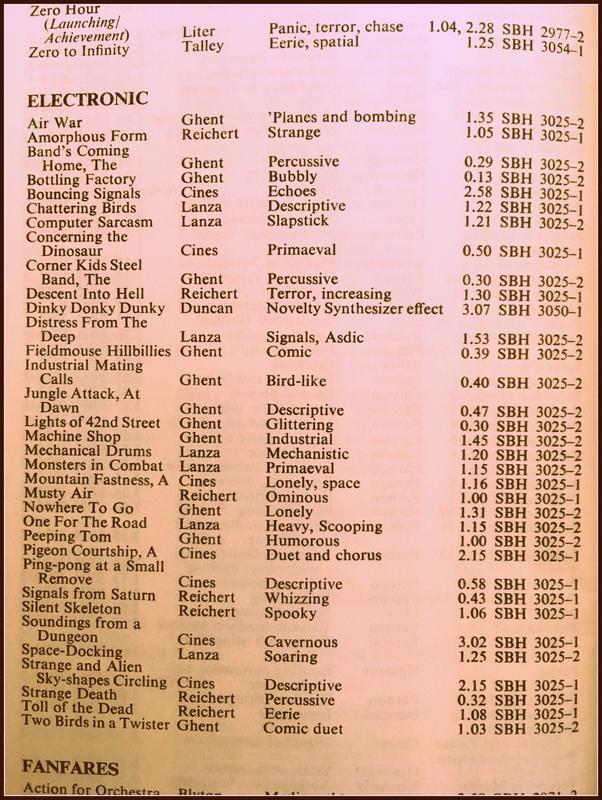 Zero Hour
(Launching/
Achievement) Liter Panic, terror, chase 1.04, 2.28 SBH 2977–2
Zero to Infinity Talley Eerie, spatial 1.25 SBH 3054–1
ELECTRONIC
Air War Ghent 'Planes and bombing 1.35 SBH 3025–2
Amorphous Form Reichert Strange 1.05 SBH 3025–1
Band's Coming
Home, The Ghent Percussive 0.29 SBH 3025–2
Bottling Factory Ghent Bubbly 0.13 SBH 3025–2
Bouncing Signals Cines Echoes 2.58 SBH 3025–1
Chattering Birds Lanza Descriptive 1.22 SBH 3025–1
Computer Sarcasm Lanza Slapstick 1.21 SBH 3025–2
Concerning the
Dinosaur Cines Primaeval 0.50 SBH 3025–1
Corner Kids Steel
Band, The Ghent Percussive 0.30 SBH 3025–2
Descent Into Hell Reichert Terror, increasing 1.30 SBH 3025–1
Dinky Donky Dunky Duncan Novelty Synthesizer effect 3.07 SBH 3050–1
Distress From The
Deep Lanza Signals, Asdic 1.53 SBH 3025–2
Fieldmouse Hillbillies Ghent Comic 0.39 SBH 3025–2
Industrial Mating
Calls Ghent Bird-like 0.40 SBH 3025–2
Jungle Attack, At
Dawn Ghent Descriptive 0.47 SBH 3025–2
Lights of 42nd Street Ghent Glittering 0.30 SBH 3025–2
Machine Shop Ghent Industrial 1.45 SBH 3025–2
Mechanical Drums Lanza Mechanistic 1.20 SBH 3025–2
Monsters in Combat Lanza Primaeval 1.15 SBH 3025–2
Mountain Fastness, A Cines Lonely, space 1.16 SBH 3025–1
Musty Air Reichert Ominous 1.00 SBH 3025–1
Nowhere To Go Ghent Lonely 1.31 SBH 3025–2
One For The Road Lanza Heavy, Scooping 1.15 SBH 3025–2
Peeping Tom Ghent Humorous 1.00 SBH 3025–2
Pigeon Courtship, A Cines Duet and chorus 2.15 SBH 3025–1
Ping-pong at a Small
Remove Cines Descriptive 0.58 SBH 3025–1
Signals from Saturn Reichert Whizzing 0.43 SBH 3025–1
Silent Skeleton Reichert Spooky 1.06 SBH 3025–1
Soundings from a
Dungeon Cines Cavernous 3.02 SBH 3025–1
Space-Docking Lanza Soaring 1.25 SBH 3025–2
Strange and Alien
Sky-shapes Circling Cines Descriptive 2.15 SBH 3025–1
Strange Death Reichert Percussive 0.32 SBH 3025–1
Toll of the Dead Reichert Eerie 1.08 SBH 3025–1
Two Birds in a Twister Ghent Comic duet 1.03 SBH 3025–2
FANFARES
Action for Orchestra